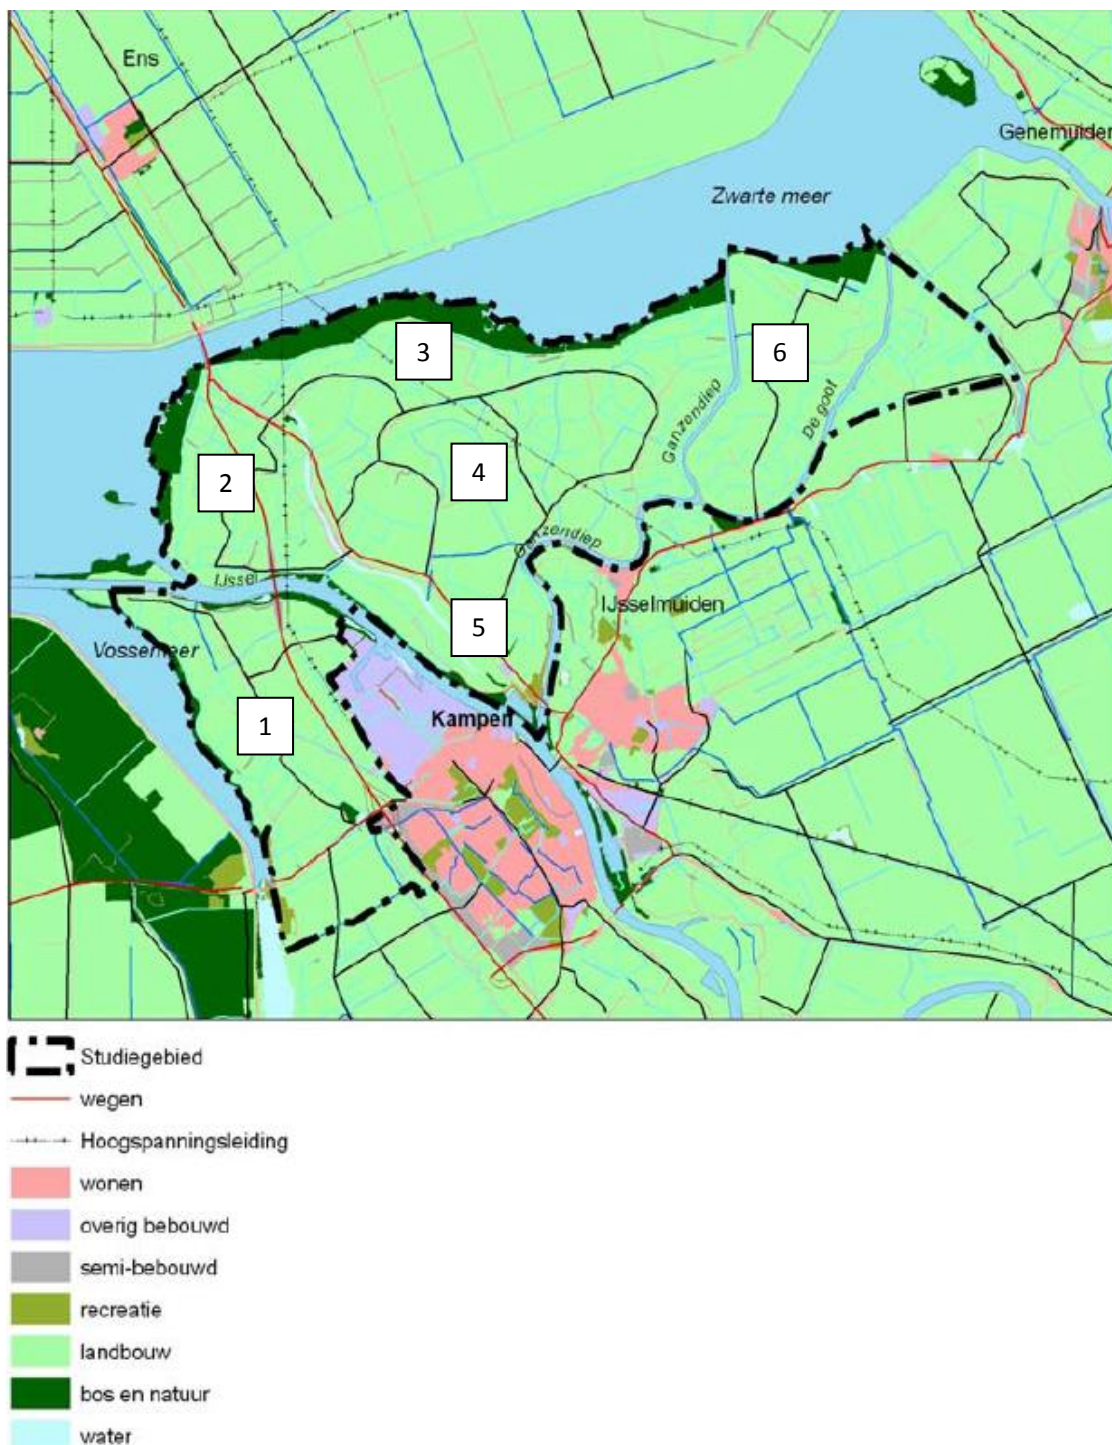 Ens
Genemuiden
Zwarte meer
3
6
Ganzendiep
De goot
2
4
Ganzendiep
IJssel
IJsselmuiden
5
Vossemeer
1
Kampen
Studiegebied
wegen
Hoogspanningsleiding
wonen
overig bebouwd
semi-bebouwd
recreatie
landbouw
bos en natuur
water